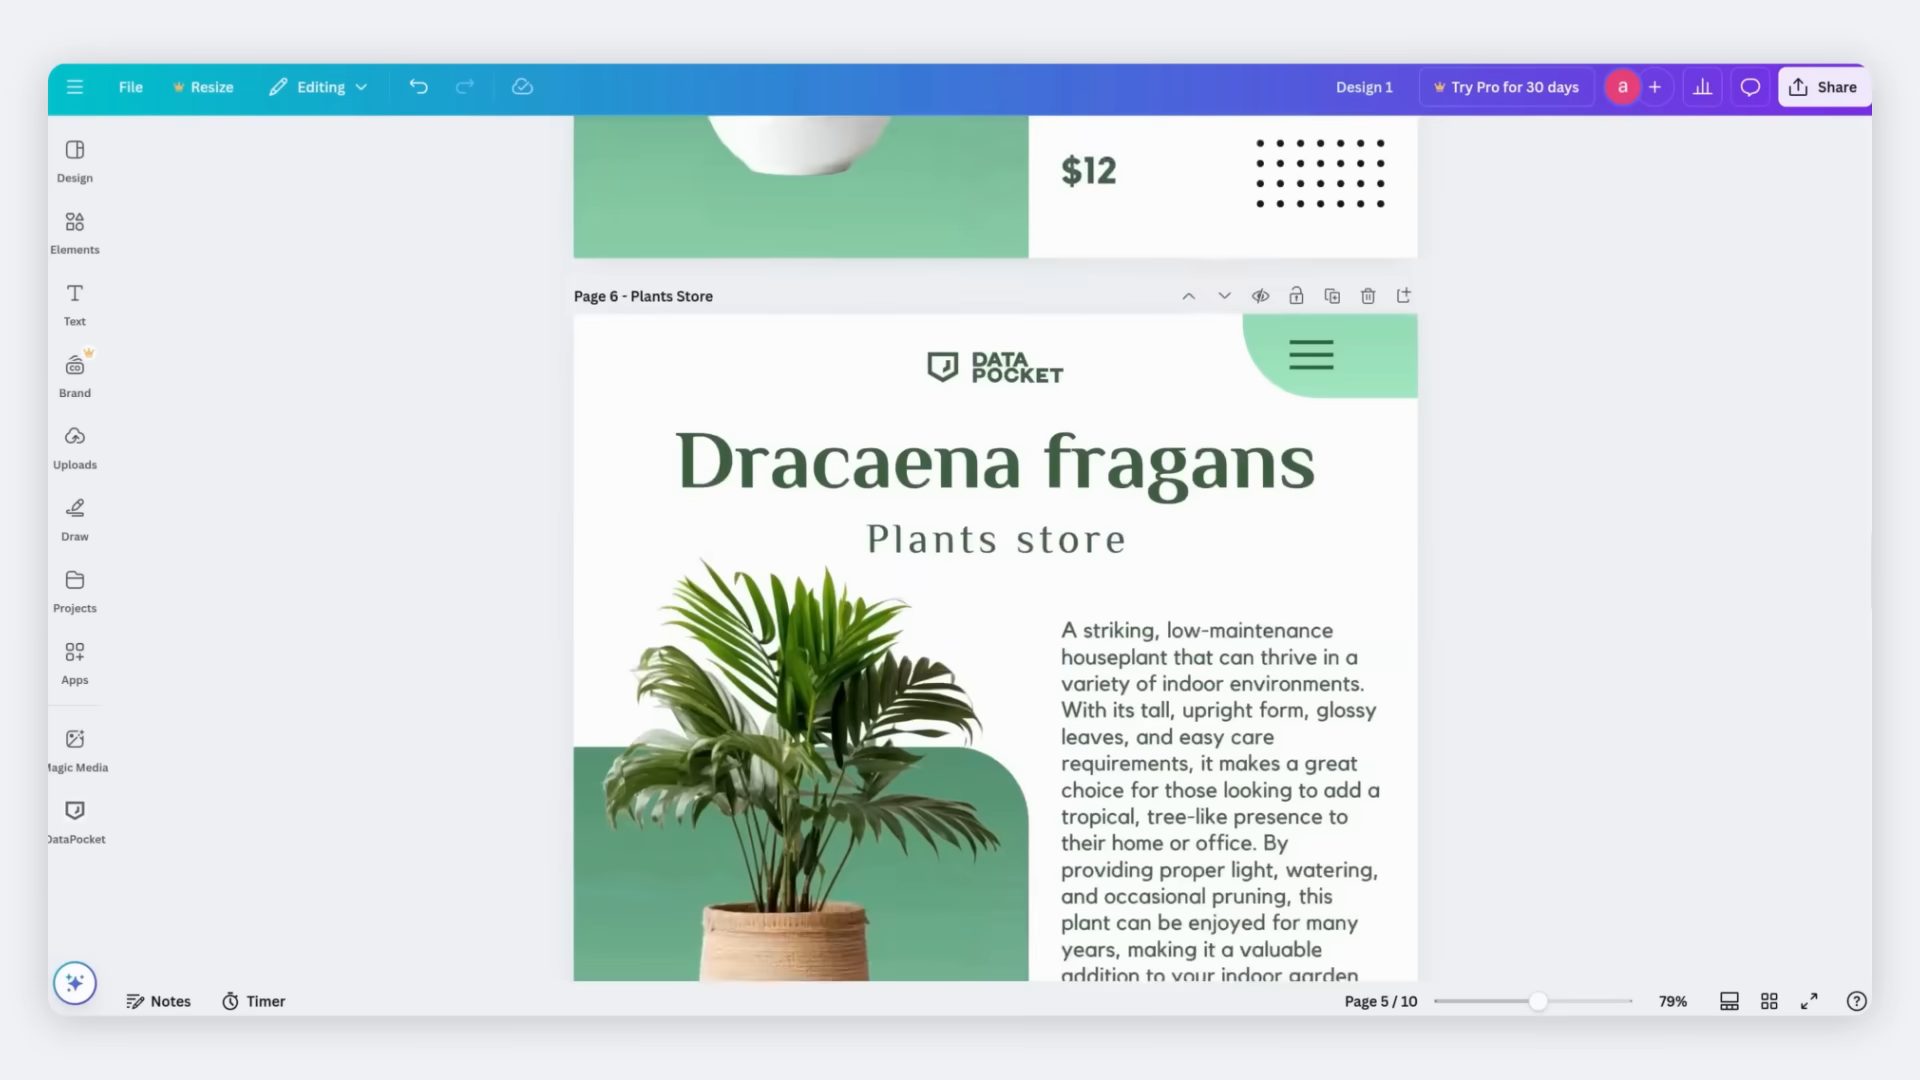 File Resize Editing Design 1 Try Pro for 30 days a + Share
Design
Elements
Text
Brand
Uploads
Draw
Projects
Apps
Magic Media
DataPocket
$12
Page 6 - Plants Store
DATA
POCKET
Dracaena fragans
Plants store
A striking, low-maintenance
houseplant that can thrive in a
variety of indoor environments.
With its tall, upright form, glossy
leaves, and easy care
requirements, it makes a great
choice for those looking to add a
tropical, tree-like presence to
their home or office. By
providing proper light, watering,
and occasional pruning, this
plant can be enjoyed for many
years, making it a valuable
addition to your indoor garden
Notes Timer Page 5 / 10 79%